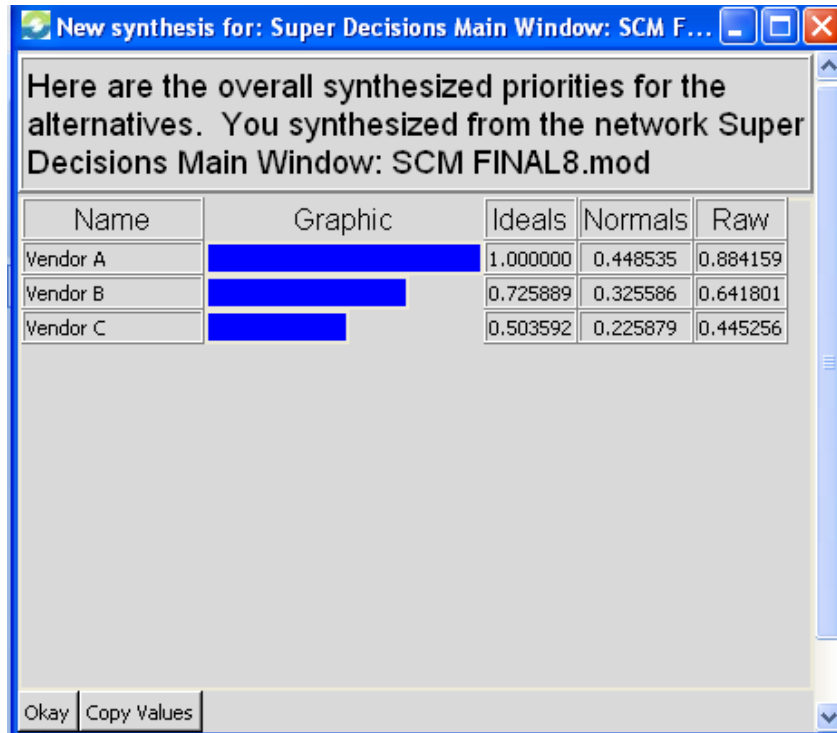 New synthesis for: Super Decisions Main Window: SCM F...
Here are the overall synthesized priorities for the
alternatives. You synthesized from the network Super
Decisions Main Window: SCM FINAL8.mod
Name Graphic Ideals Normals Raw
Vendor A 1.000000 0.448535 0.884159
Vendor B 0.725889 0.325586 0.641801
Vendor C 0.503592 0.225879 0.445256
Okay Copy Values